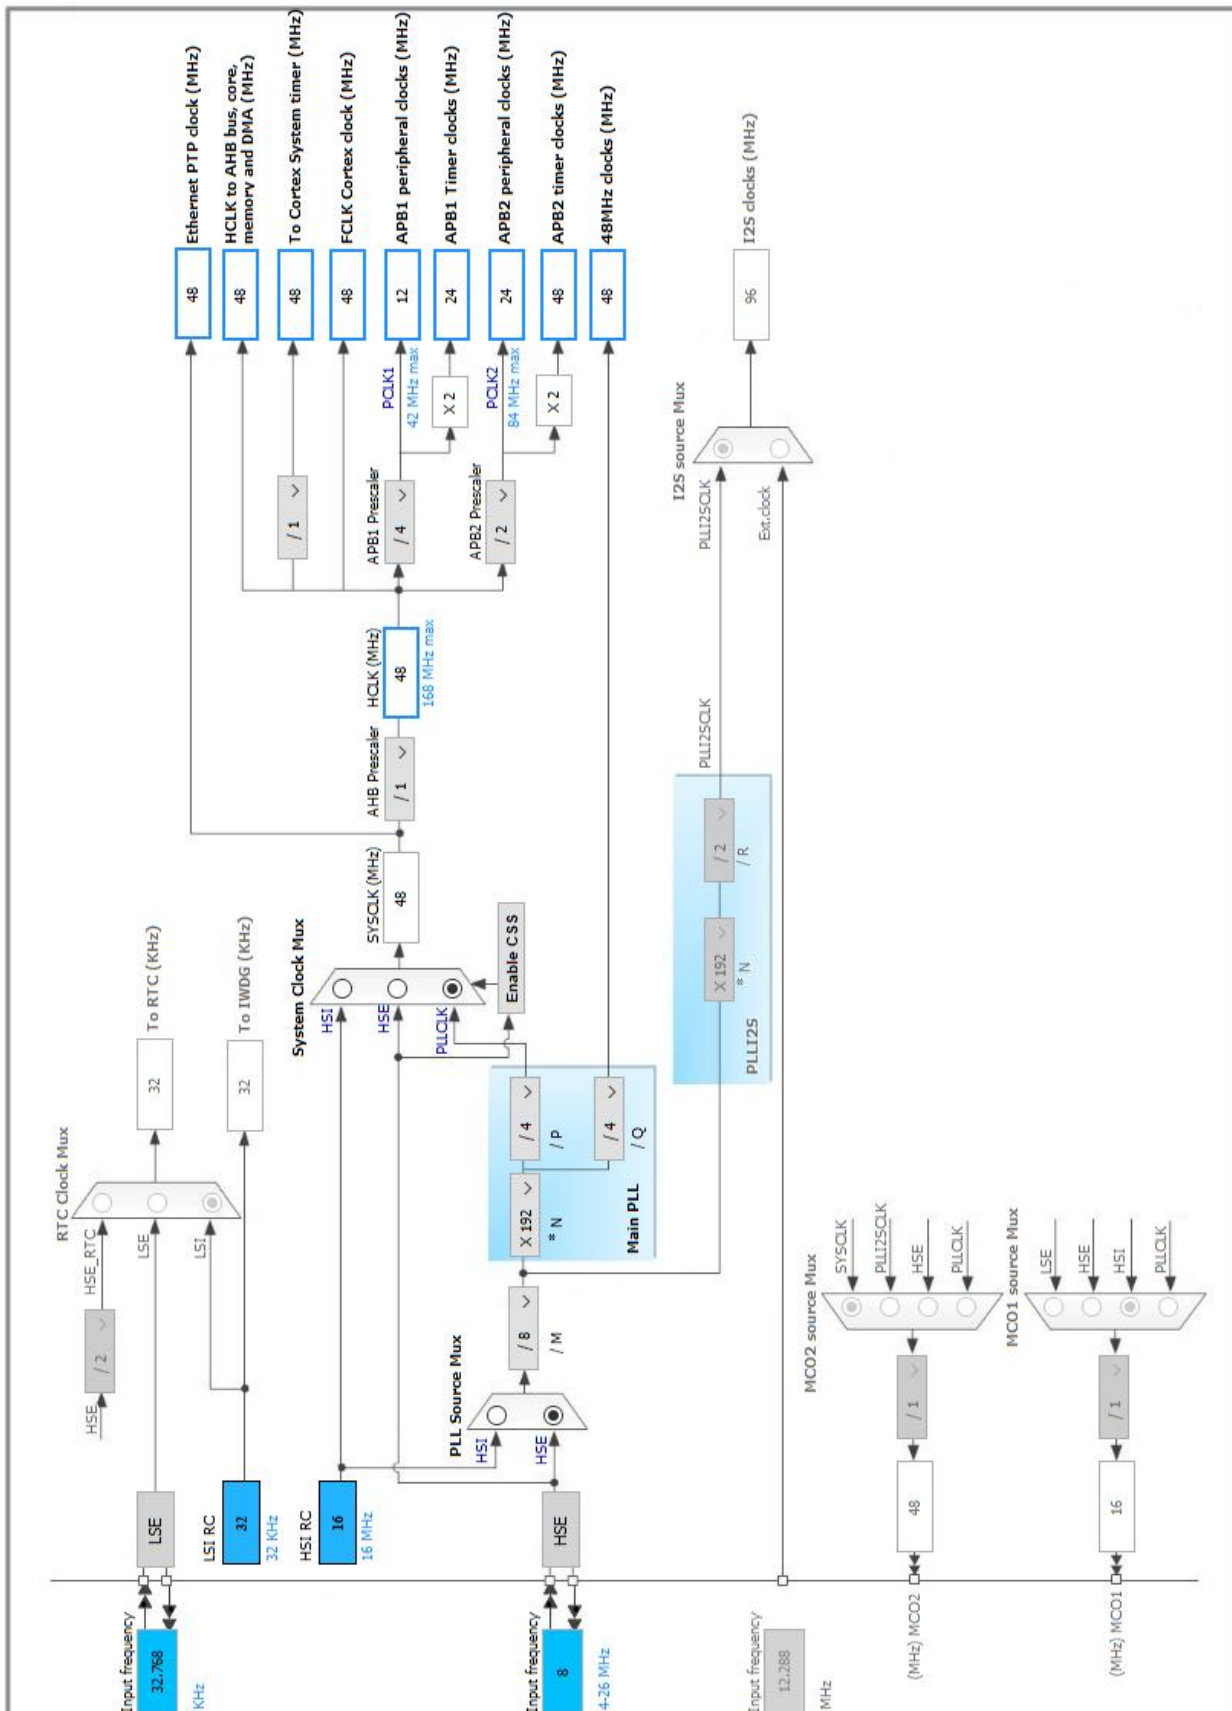 Input frequency
32.768
KHz
LSE
HSE
/ 2
HSE_RTC
LSE
LSI
RTC Clock Mux
32
To RTC (KHz)
LSI RC
32
32 KHz
32
To IWDG (KHz)
HSI RC
16
16 MHz
System Clock Mux
HSI
HSE
PLLCLK
Enable CSS
SYSCLK (MHz)
48
AHB Prescaler
/ 1
HCLK (MHz)
48
168 MHz max
/ 1
APB1 Prescaler
/ 4
PCLK1
42 MHz max
X 2
APB2 Prescaler
/ 2
PCLK2
84 MHz max
X 2
48
Ethernet PTP clock (MHz)
48
HCLK to AHB bus, core,
memory and DMA (MHz)
48
To Cortex System timer (MHz)
48
FCLK Cortex clock (MHz)
12
APB1 peripheral clocks (MHz)
24
APB1 Timer clocks (MHz)
24
APB2 peripheral clocks (MHz)
48
APB2 timer clocks (MHz)
48
48MHz clocks (MHz)
Input frequency
8
4-26 MHz
HSE
PLL Source Mux
HSI
HSE
/ 8
/ M
X 192
* N
/ 4
/ P
/ 4
/ Q
Main PLL
PLLI2S
X 192
* N
/ 2
/ R
PLLI2SCLK
PLLI2SCLK
I2S source Mux
Ext.clock
96
I2S clocks (MHz)
Input frequency
12.288
MHz
MCO2 source Mux
SYSCLK
PLLI2SCLK
HSE
PLLCLK
/ 1
48
(MHz) MCO2
MCO1 source Mux
LSE
HSE
HSI
PLLCLK
/ 1
16
(MHz) MCO1